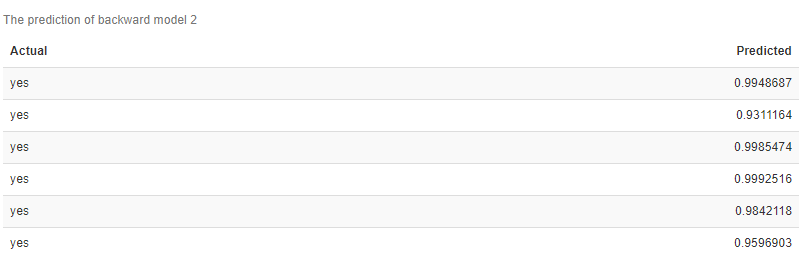 The prediction of backward model 2
Actual Predicted
yes 0.9948687
yes 0.9311164
yes 0.9985474
yes 0.9992516
yes 0.9842118
yes 0.9596903